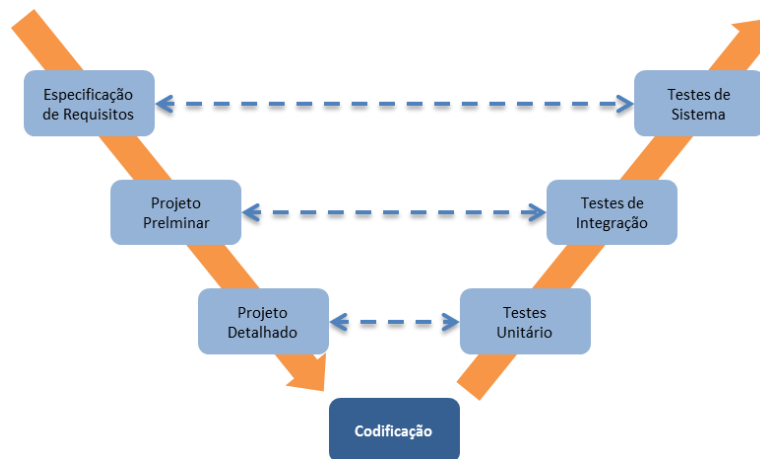 Especificação
de Requisitos
Testes de
Sistema
Projeto
Prelminar
Testes de
Integração
Projeto
Detalhado
Testes
Unitário
Codificação